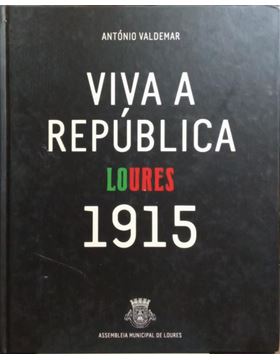 ANTÓNIO VALDEMAR
VIVA A
REPÚBLICA
LOURES
1915
ASSEMBLEIA MUNICIPAL DE LOURES